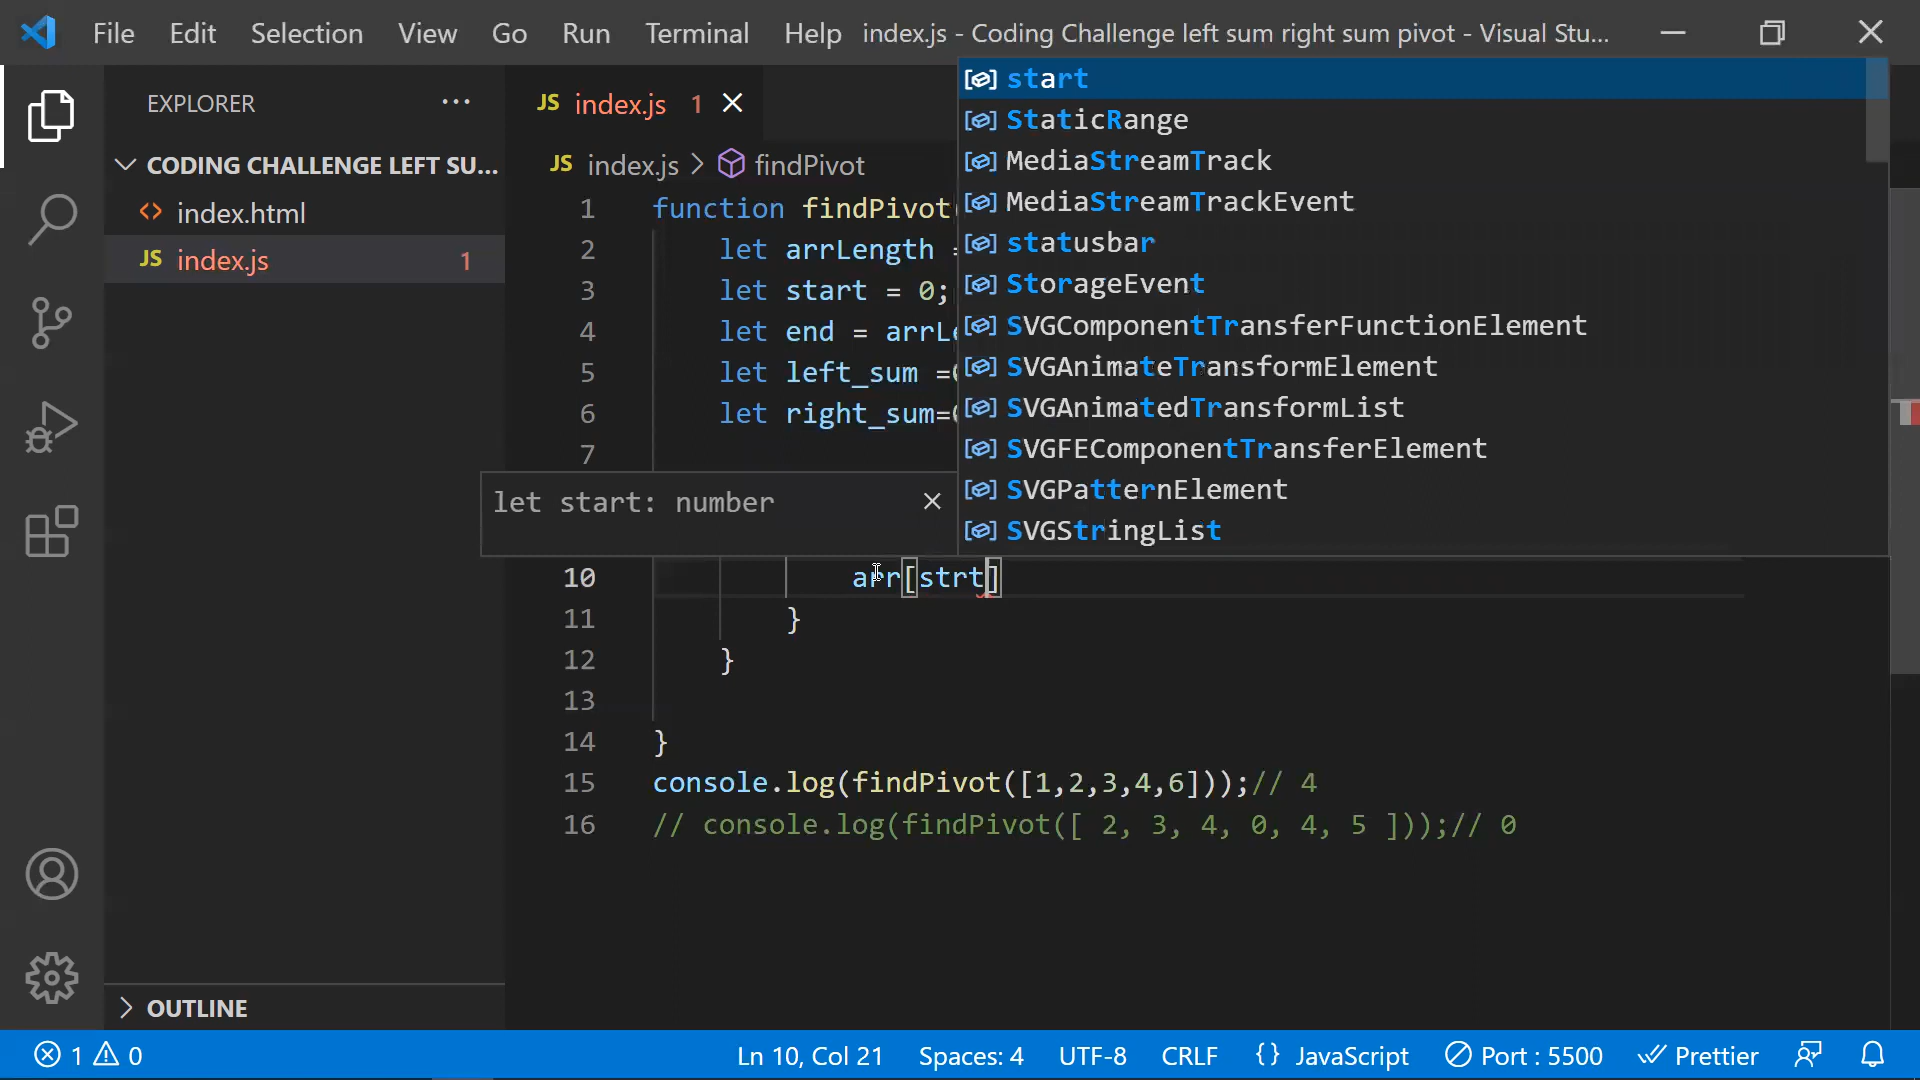 File Edit Selection View Go Run Terminal Help index.js - Coding Challenge left sum right sum pivot - Visual Stu...
EXPLORER ...
CODING CHALLENGE LEFT SU...
<> index.html
JS index.js 1
OUTLINE
JS index.js 1
JS index.js > findPivot
1 function findPivot(
2 let arrLength =
3 let start = 0;
4 let end = arrLe
5 let left_sum =0
6 let right_sum=0
7
start
StaticRange
MediaStreamTrack
MediaStreamTrackEvent
statusbar
StorageEvent
SVGComponentTransferFunctionElement
SVGAnimateTransformElement
SVGAnimatedTransformList
SVGFEComponentTransferElement
SVGPatternElement
SVGStringList
let start: number
10 arr[strt]
11 }
12 }
13
14 }
15 console.log(findPivot([1,2,3,4,6]));// 4
16 // console.log(findPivot([ 2, 3, 4, 0, 4, 5 ]));// 0
1 0 Ln 10, Col 21 Spaces: 4 UTF-8 CRLF {} JavaScript Port : 5500 Prettier